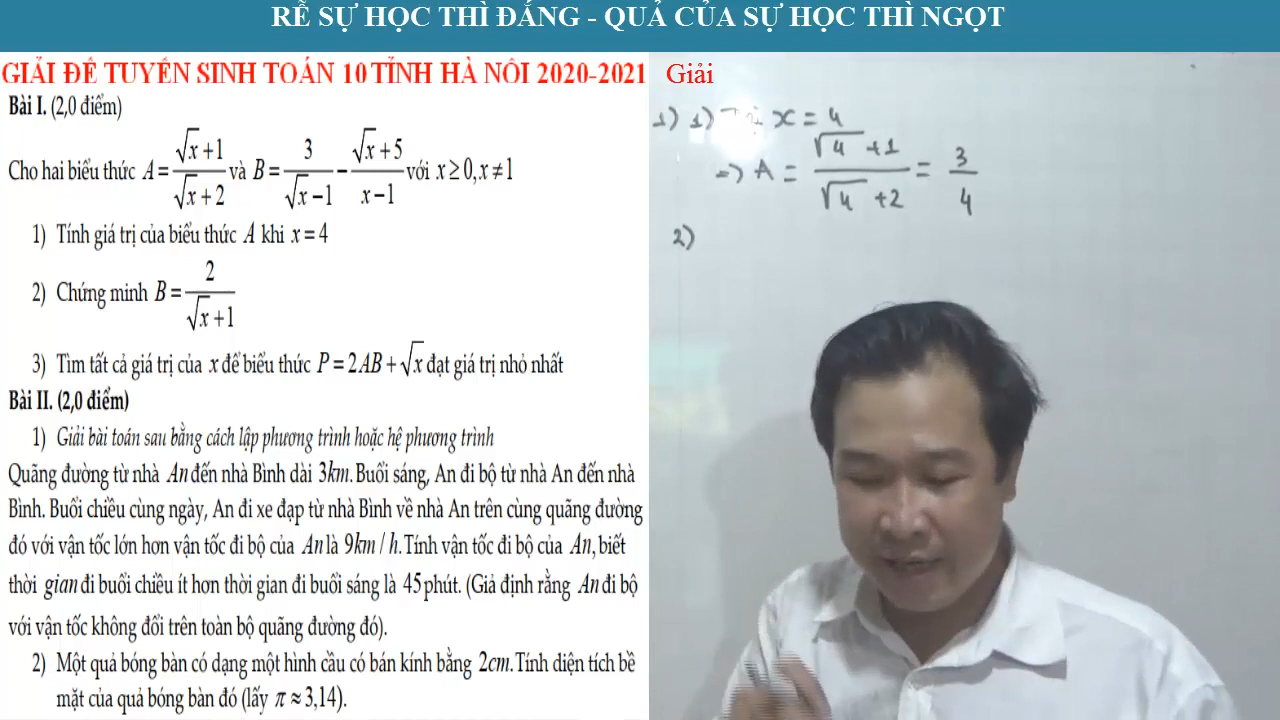 RỄ SỰ HỌC THÌ ĐẮNG - QUẢ CỦA SỰ HỌC THÌ NGỌT
GIẢI ĐỀ TUYỂN SINH TOÁN 10 TỈNH HÀ NÔI 2020-2021
Bài I. (2,0 điểm)
Cho hai biểu thức A = (√x + 1)/(√x + 2) và B = 3/(√x − 1) − (√x + 5)/(x − 1) với x ≥ 0, x ≠ 1
1) Tính giá trị của biểu thức A khi x = 4
2) Chứng minh B = 2/(√x + 1)
3) Tìm tất cả giá trị của x để biểu thức P = 2AB + √x đạt giá trị nhỏ nhất
Bài II. (2,0 điểm)
1) Giải bài toán sau bằng cách lập phương trình hoặc hệ phương trình
Quãng đường từ nhà An đến nhà Bình dài 3km. Buổi sáng, An đi bộ từ nhà An đến nhà
Bình. Buổi chiều cùng ngày, An đi xe đạp từ nhà Bình về nhà An trên cùng quãng đường
đó với vận tốc lớn hơn vận tốc đi bộ của An là 9km / h. Tính vận tốc đi bộ của An, biết
thời gian đi buổi chiều ít hơn thời gian đi buổi sáng là 45 phút. (Giả định rằng An đi bộ
với vận tốc không đổi trên toàn bộ quãng đường đó).
2) Một quả bóng bàn có dạng một hình cầu có bán kính bằng 2cm. Tính diện tích bề
mặt của quả bóng bàn đó (lấy π ≈ 3,14).
Giải
1) 1) x = 4
=> A = (√4 + 1)/(√4 + 2) = 3/4
2)